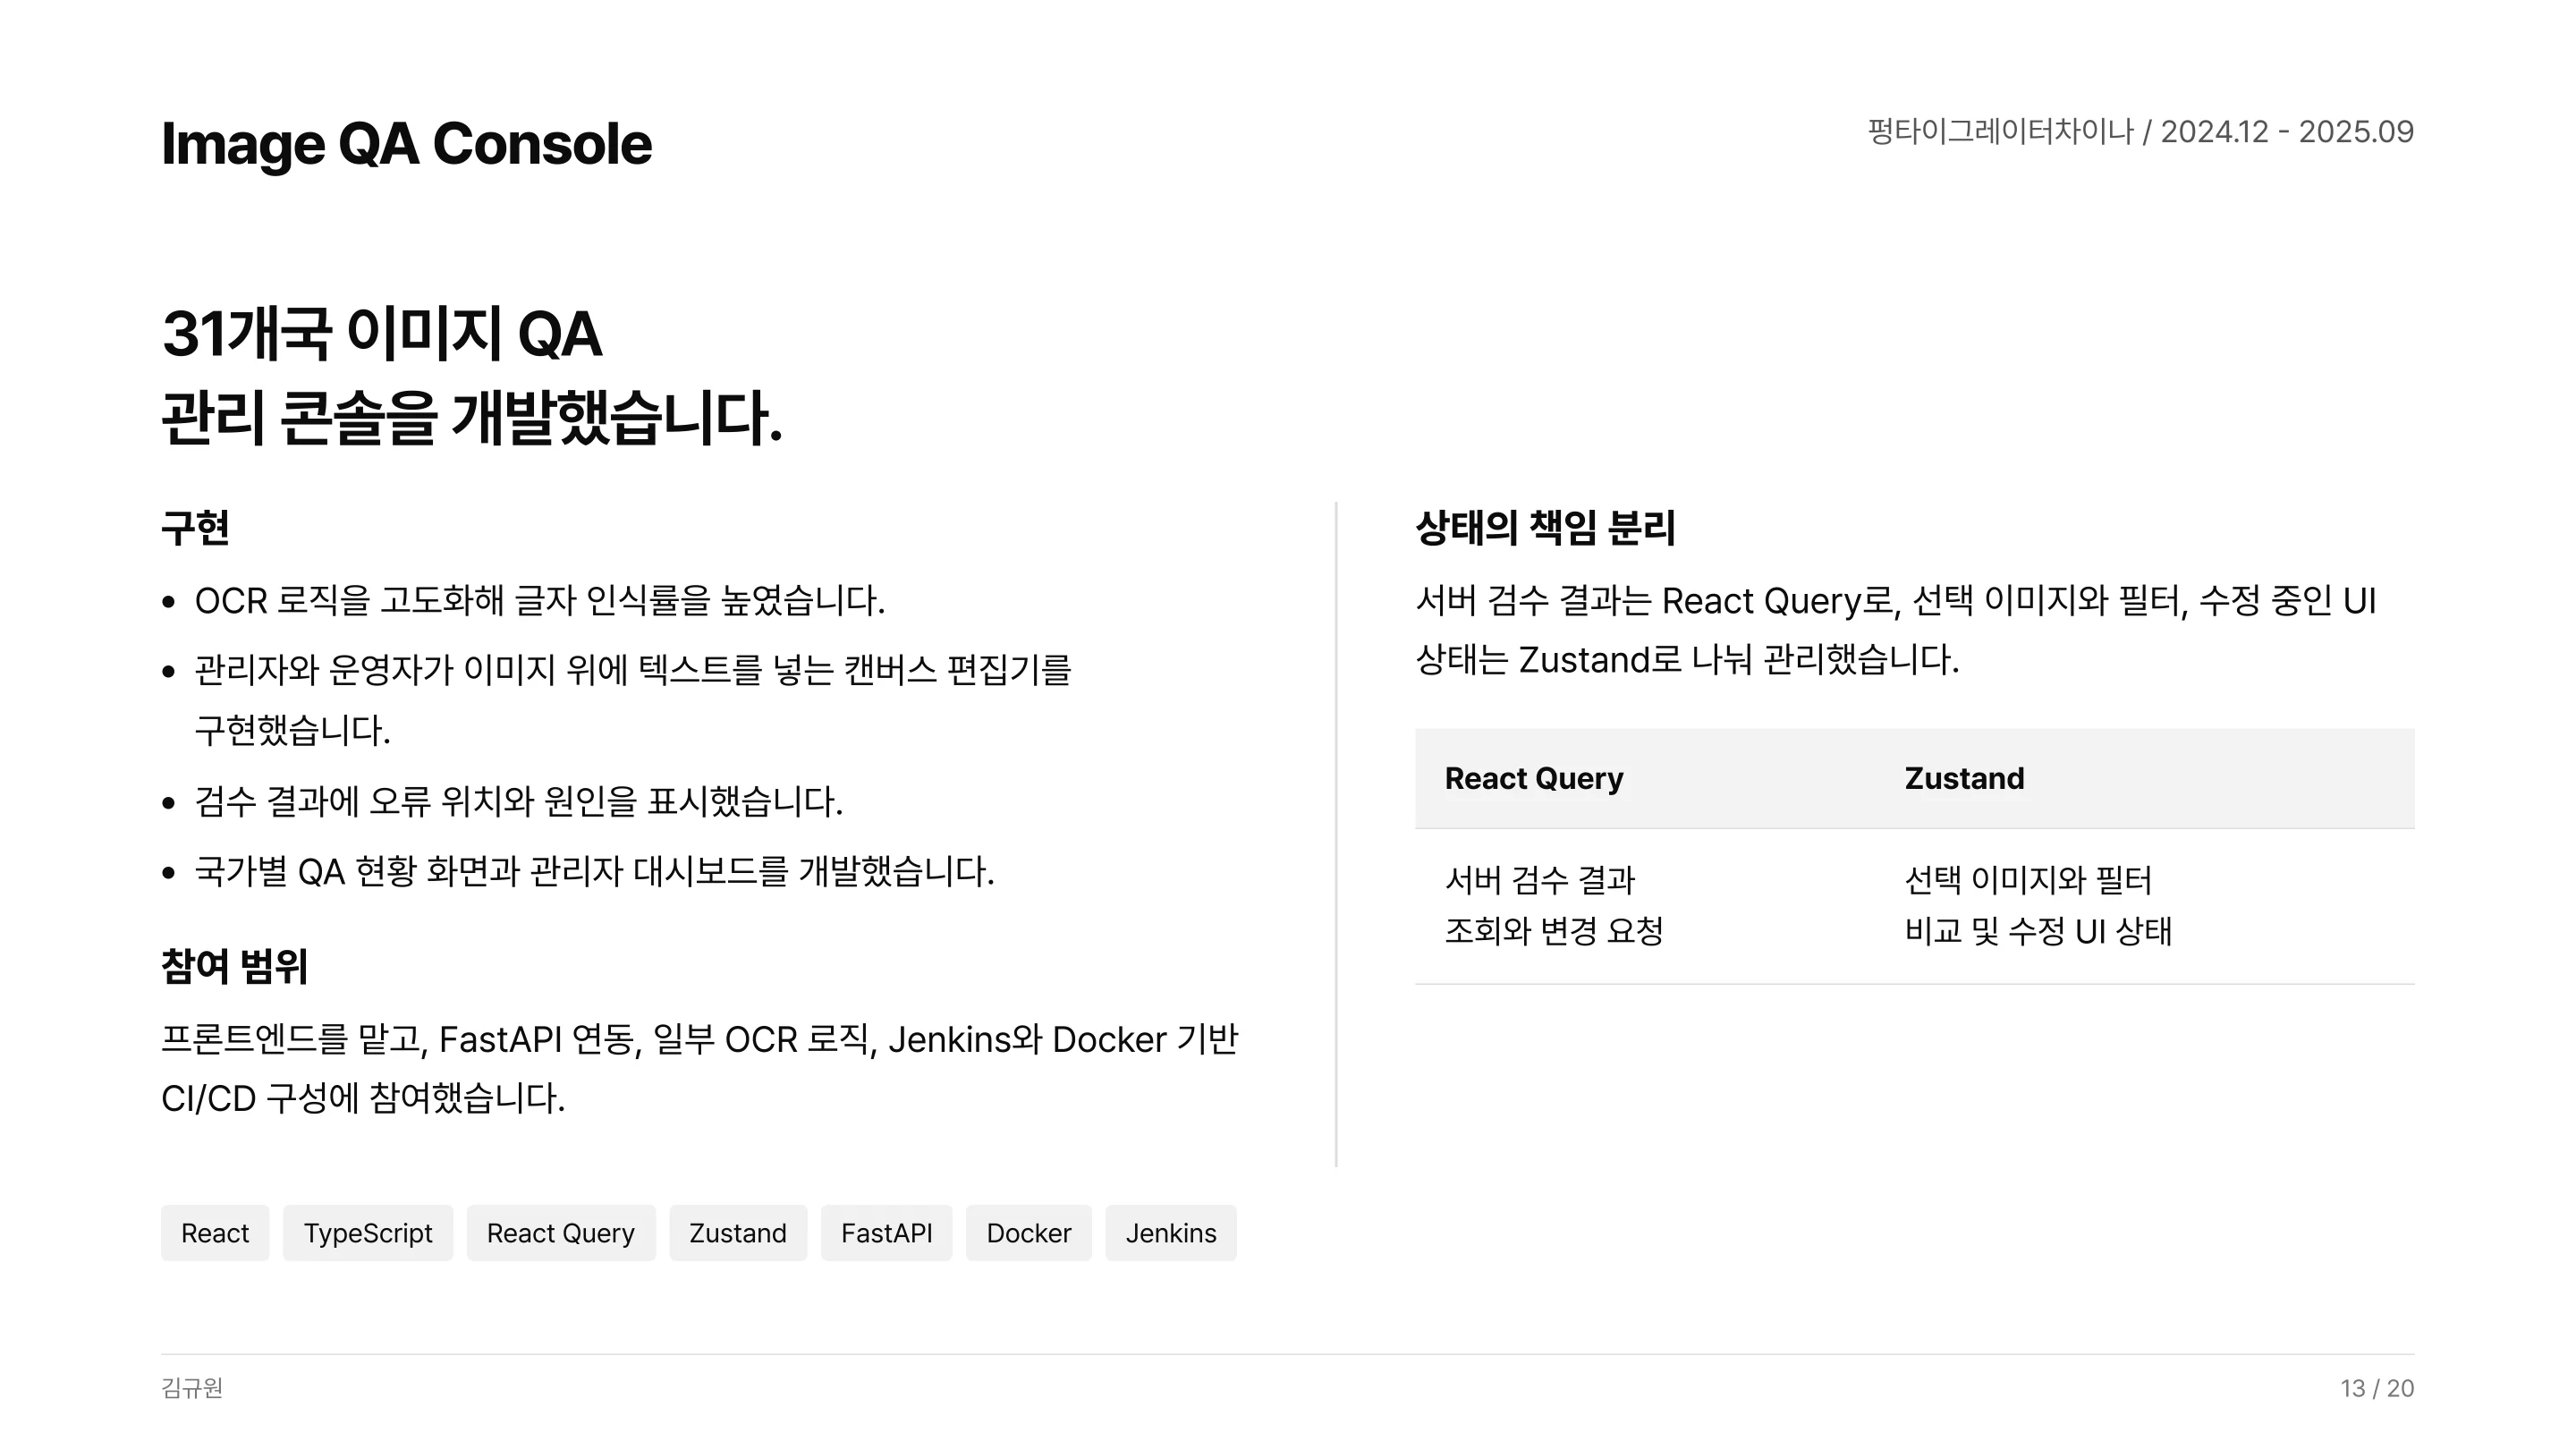 Image QA Console
펑타이그레이터차이나 / 2024.12 - 2025.09
31개국 이미지 QA
관리 콘솔을 개발했습니다.
구현
• OCR 로직을 고도화해 글자 인식률을 높였습니다.
• 관리자와 운영자가 이미지 위에 텍스트를 넣는 캔버스 편집기를
구현했습니다.
• 검수 결과에 오류 위치와 원인을 표시했습니다.
• 국가별 QA 현황 화면과 관리자 대시보드를 개발했습니다.
참여 범위
프론트엔드를 맡고, FastAPI 연동, 일부 OCR 로직, Jenkins와 Docker 기반
CI/CD 구성에 참여했습니다.
상태의 책임 분리
서버 검수 결과는 React Query로, 선택 이미지와 필터, 수정 중인 UI
상태는 Zustand로 나눠 관리했습니다.
React Query Zustand
서버 검수 결과 선택 이미지와 필터
조회와 변경 요청 비교 및 수정 UI 상태
React TypeScript React Query Zustand FastAPI Docker Jenkins
김규원
13 / 20